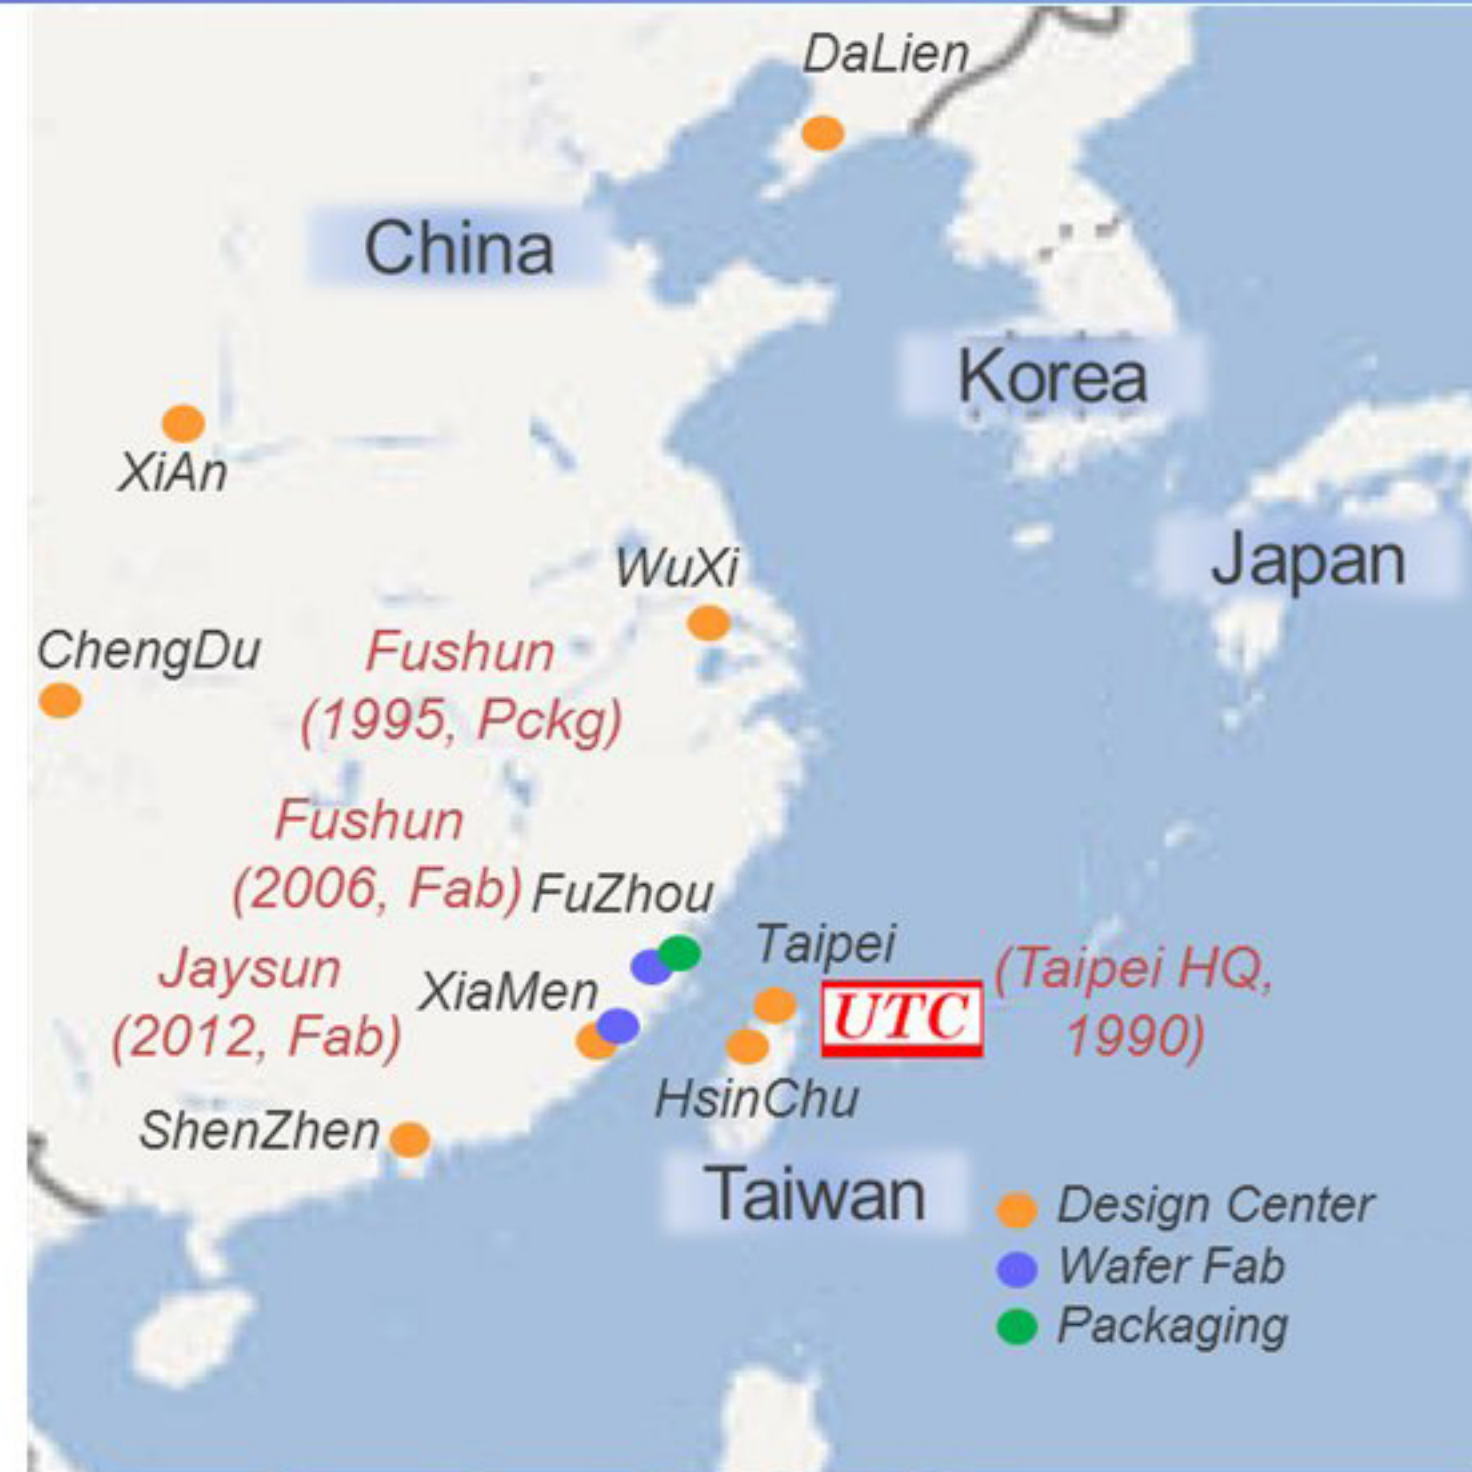 DaLien
China
Korea
XiAn
Japan
WuXi
ChengDu
Fushun
(1995, Pckg)
Fushun
(2006, Fab)
FuZhou
Taipei
Jaysun
(2012, Fab)
XiaMen
UTC
(Taipei HQ,
1990)
HsinChu
ShenZhen
Taiwan
Design Center
Wafer Fab
Packaging